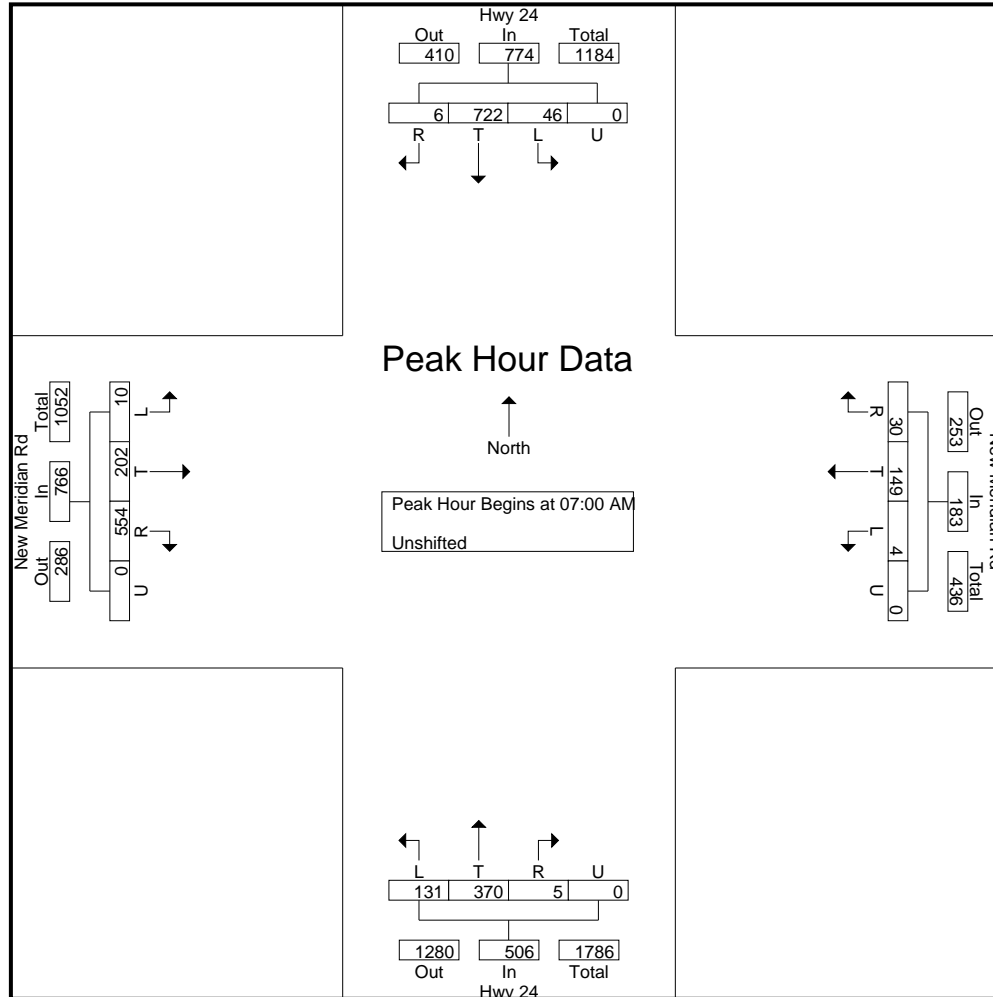 Hwy 24
Out In Total
410 774 1184
6 722 46 0
R T L U
Peak Hour Data
North
Peak Hour Begins at 07:00 AM
Unshifted
New Meridian Rd
Total In Out
1052 766 286
10 202 554 0
L T R U
R T L U
30 149 4 0
Out In Total
253 183 436
New Meridian Rd
L T R U
131 370 5 0
1280 506 1786
Out In Total
Hwy 24